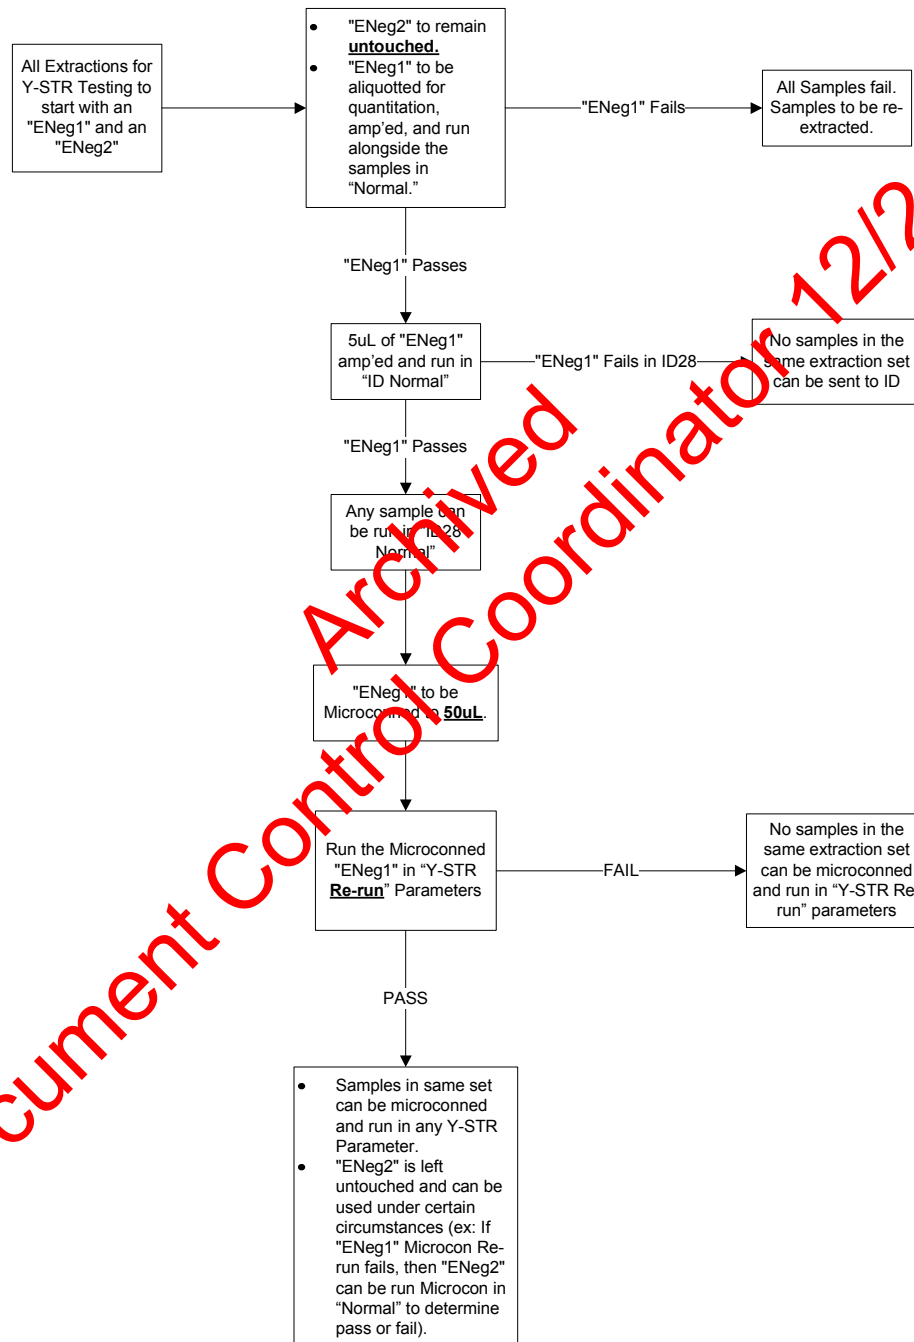 All Extractions for
Y-STR Testing to
start with an
"ENeg1" and an
"ENeg2"
• "ENeg2" to remain
untouched.
• "ENeg1" to be
aliquotted for
quantitation,
amp'ed, and run
alongside the
samples in
“Normal.”
"ENeg1" Fails
All Samples fail.
Samples to be re-
extracted.
"ENeg1" Passes
5uL of "ENeg1"
amp'ed and run in
“ID Normal”
"ENeg1" Fails in ID28
No samples in the
same extraction set
can be sent to ID
"ENeg1" Passes
Any sample can
be run in “ID28
Normal”
"ENeg1" to be
Microconned to 50uL.
Run the Microconned
"ENeg1" in “Y-STR
Re-run” Parameters
FAIL
No samples in the
same extraction set
can be microconned
and run in “Y-STR Re-
run” parameters
PASS
• Samples in same set
can be microconned
and run in any Y-STR
Parameter.
• "ENeg2" is left
untouched and can be
used under certain
circumstances (ex: If
"ENeg1" Microcon Re-
run fails, then "ENeg2"
can be run Microcon in
“Normal” to determine
pass or fail).
Archived
cument Control Coordinator 12/2